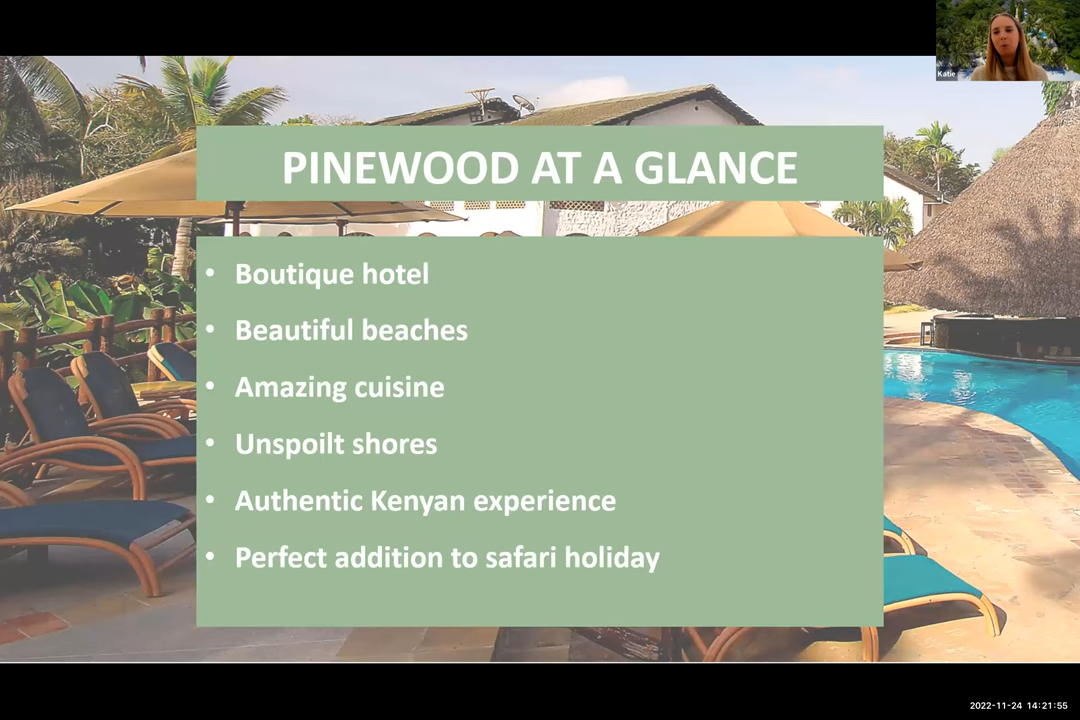 Katie
PINEWOOD AT A GLANCE
• Boutique hotel
• Beautiful beaches
• Amazing cuisine
• Unspoilt shores
• Authentic Kenyan experience
• Perfect addition to safari holiday
2022-11-24 14:21:55